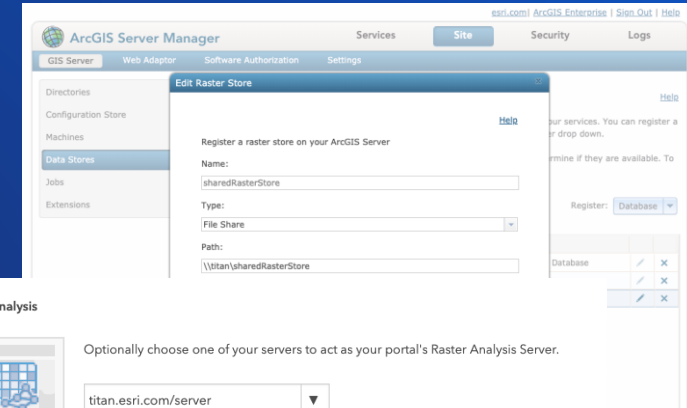 esri.com| ArcGIS Enterprise | Sign Out | Help
ArcGIS Server Manager
Services Site Security Logs
GIS Server Web Adaptor Software Authorization Settings
Directories
Configuration Store
Machines
Data Stores
Jobs
Extensions
Edit Raster Store
Help
Register a raster store on your ArcGIS Server
Name:
sharedRasterStore
Type:
File Share
Path:
\\titan\sharedRasterStore
Help
your services. You can register a
er drop down.
rmine if they are available. To
Register: Database
Database
nalysis
Optionally choose one of your servers to act as your portal's Raster Analysis Server.
titan.esri.com/server